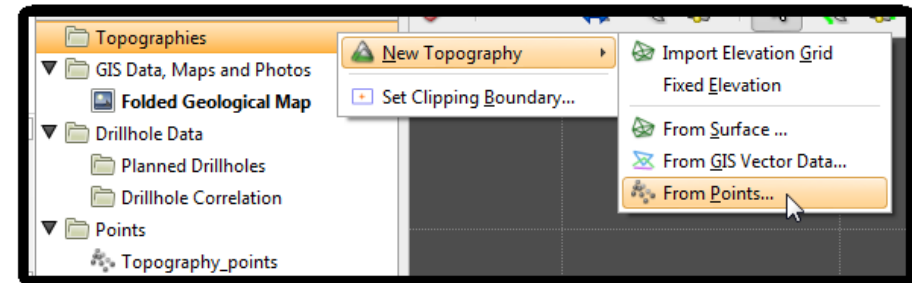 Topographies
GIS Data, Maps and Photos
Folded Geological Map
Drillhole Data
Planned Drillholes
Drillhole Correlation
Points
Topography_points
New Topography
Set Clipping Boundary...
Import Elevation Grid
Fixed Elevation
From Surface ...
From GIS Vector Data...
From Points...